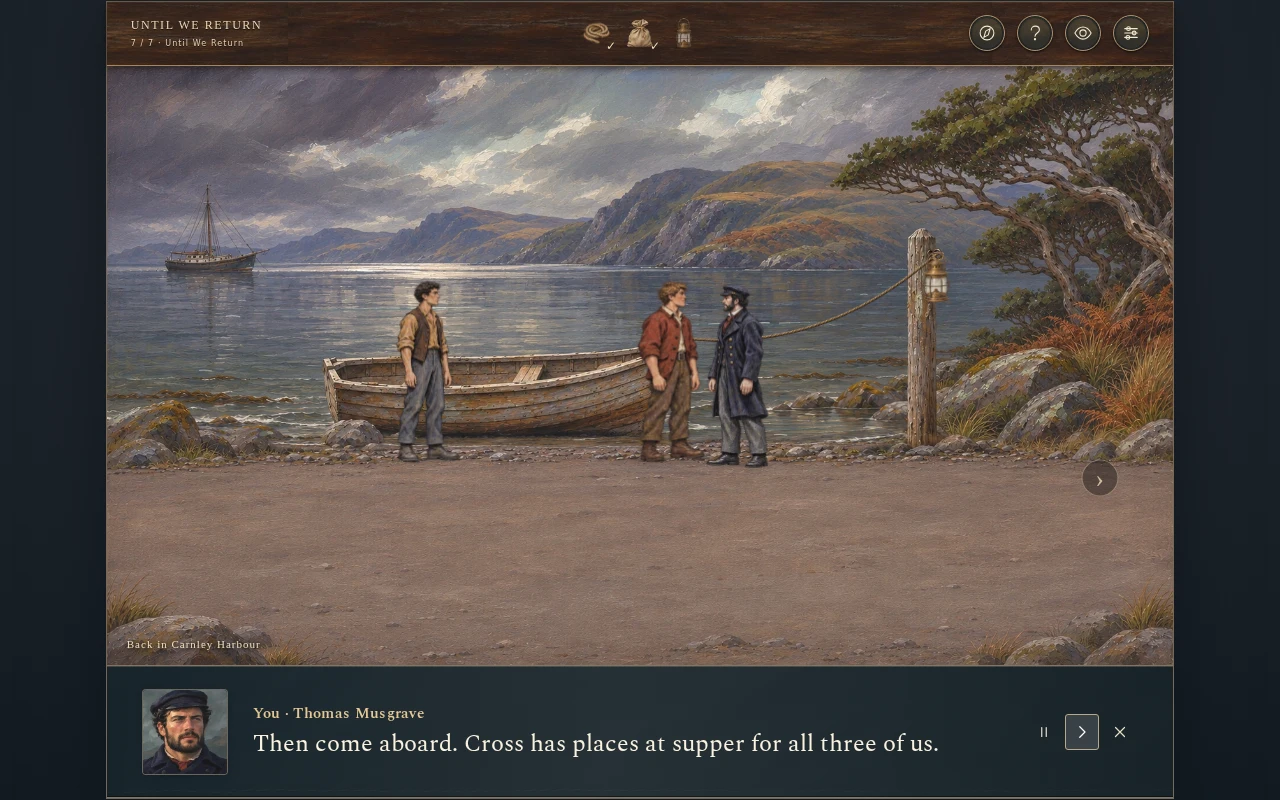 UNTIL WE RETURN
7 / 7 · Until We Return
Back in Carnley Harbour
You · Thomas Musgrave
Then come aboard. Cross has places at supper for all three of us.